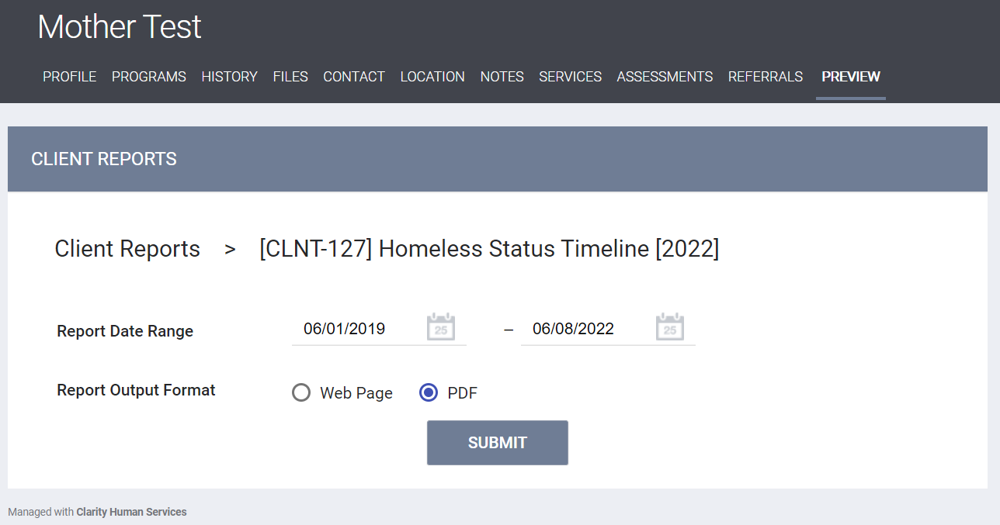 Mother Test
PROFILE PROGRAMS HISTORY FILES CONTACT LOCATION NOTES SERVICES ASSESSMENTS REFERRALS PREVIEW
CLIENT REPORTS
Client Reports > [CLNT-127] Homeless Status Timeline [2022]
Report Date Range 06/01/2019 25 – 06/08/2022 25
Report Output Format Web Page PDF
SUBMIT
Managed with Clarity Human Services